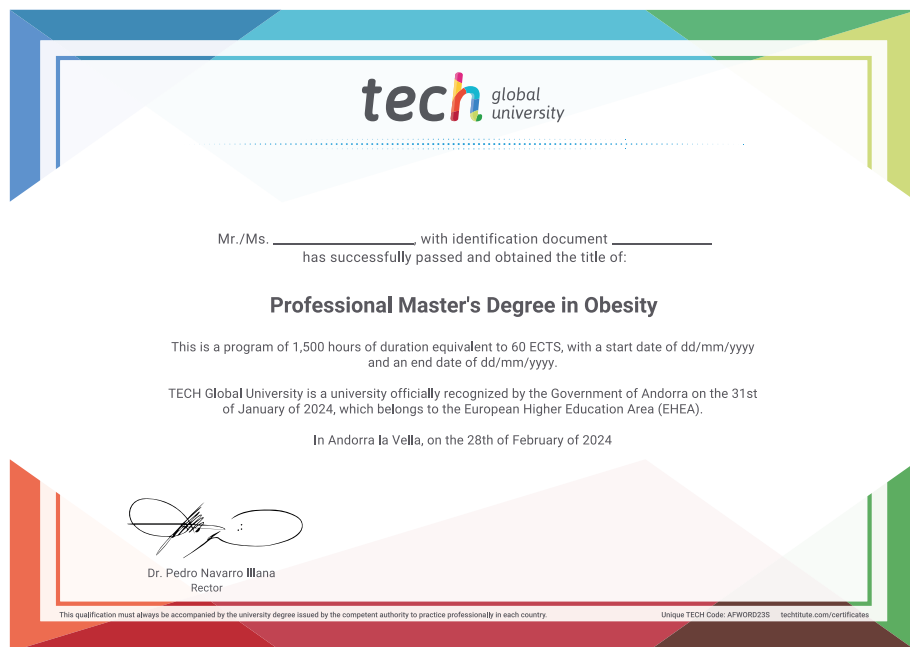 tech global
university
Mr./Ms. ____________, with identification document ____________
has successfully passed and obtained the title of:
Professional Master's Degree in Obesity
This is a program of 1,500 hours of duration equivalent to 60 ECTS, with a start date of dd/mm/yyyy
and an end date of dd/mm/yyyy.
TECH Global University is a university officially recognized by the Government of Andorra on the 31st
of January of 2024, which belongs to the European Higher Education Area (EHEA).
In Andorra la Vella, on the 28th of February of 2024
Dr. Pedro Navarro Illana
Rector
This qualification must always be accompanied by the university degree issued by the competent authority to practice professionally in each country. Unique TECH Code: AFWORD23S techtitute.com/certificates